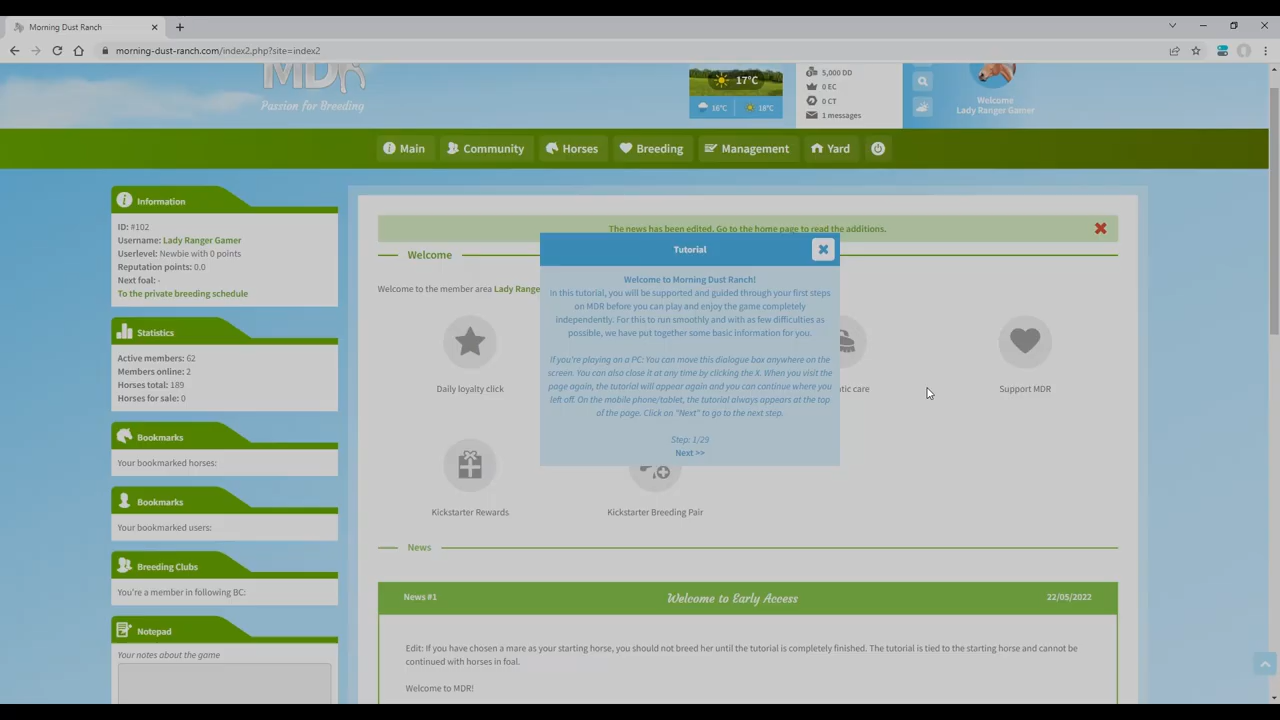 Morning Dust Ranch
morning-dust-ranch.com/index2.php?site=index2
MDR
Passion for Breeding
17°C
16°C
18°C
5,000 DD
0 EC
0 CT
1 messages
Welcome
Lady Ranger Gamer
Main
Community
Horses
Breeding
Management
Yard
Information
ID: #102
Username: Lady Ranger Gamer
Userlevel: Newbie with 0 points
Reputation points: 0.0
Next foal: -
To the private breeding schedule
Statistics
Active members: 62
Members online: 2
Horses total: 189
Horses for sale: 0
Bookmarks
Your bookmarked horses:
Bookmarks
Your bookmarked users:
Breeding Clubs
You're a member in following BC:
Notepad
Your notes about the game
The news has been edited. Go to the home page to read the additions.
Welcome
Welcome to the member area Lady Range
Daily loyalty click
tic care
Support MDR
Kickstarter Rewards
Kickstarter Breeding Pair
Tutorial
Welcome to Morning Dust Ranch!
In this tutorial, you will be supported and guided through your first steps
on MDR before you can play and enjoy the game completely
independently. For this to run smoothly and with as few difficulties as
possible, we have put together some basic information for you.
If you're playing on a PC: You can move this dialogue box anywhere on the
screen. You can also close it at any time by clicking the X. When you visit the
page again, the tutorial will appear again and you can continue where you
left off. On the mobile phone/tablet, the tutorial always appears at the top
of the page. Click on "Next" to go to the next step.
Step: 1/29
Next >>
News
News #1
Welcome to Early Access
22/05/2022
Edit: If you have chosen a mare as your starting horse, you should not breed her until the tutorial is completely finished. The tutorial is tied to the starting horse and cannot be
continued with horses in foal.
Welcome to MDR!